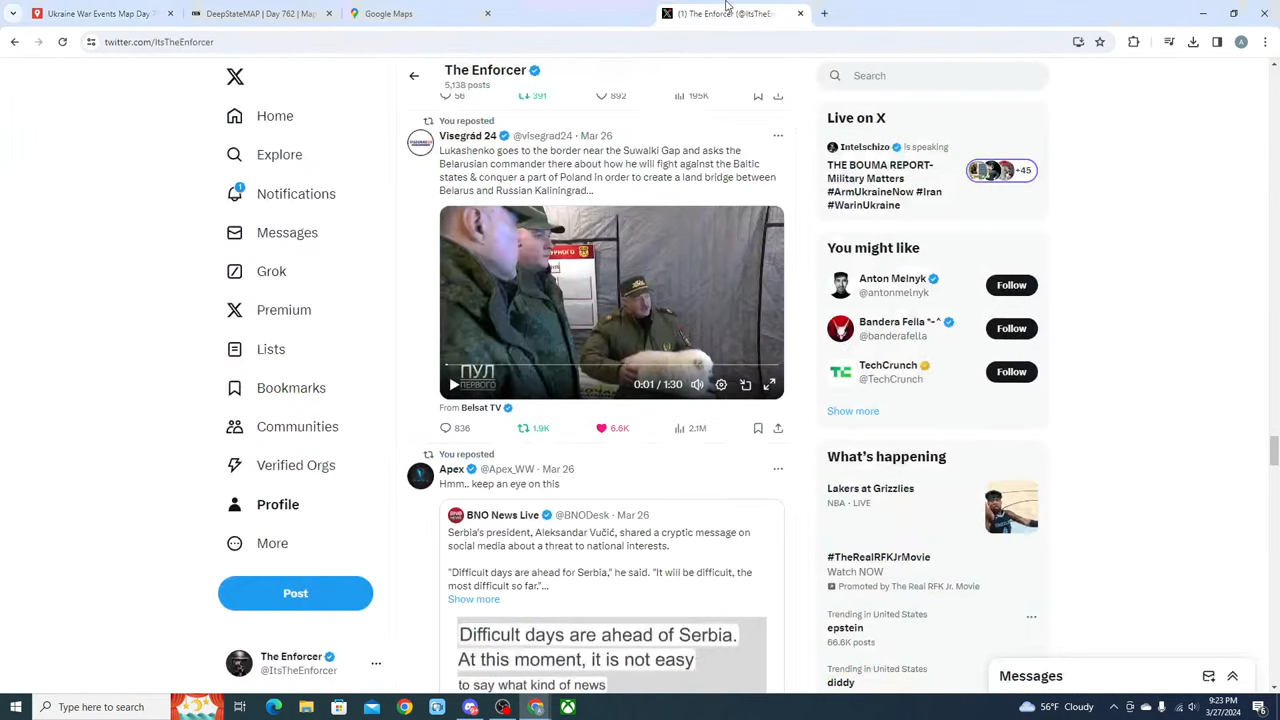 Ukraine War Events Map Day 7
DeepStateMAP | Day 762 | Map
Google Maps
(1) The Enforcer (@ItsTheEnf
twitter.com/ItsTheEnforcer
Home
Explore
1
Notifications
Messages
Grok
Premium
Lists
Bookmarks
Communities
Verified Orgs
Profile
More
Post
The Enforcer
@ItsTheEnforcer
The Enforcer
5,138 posts
56
391
892
195K
You reposted
Visegrád 24 @visegrad24 · Mar 26
Lukashenko goes to the border near the Suwalki Gap and asks the
Belarusian commander there about how he will fight against the Baltic
states & conquer a part of Poland in order to create a land bridge between
Belarus and Russian Kaliningrad...
ПУЛ
ПЕРВОГО
0:01 / 1:30
From Belsat TV
836
1.9K
6.6K
2.1M
You reposted
Apex @Apex_WW · Mar 26
Hmm.. keep an eye on this
BNO News Live @BNODesk · Mar 26
Serbia's president, Aleksandar Vučić, shared a cryptic message on
social media about a threat to national interests.
"Difficult days are ahead for Serbia," he said. "It will be difficult, the
most difficult so far."...
Show more
Difficult days are ahead of Serbia.
At this moment, it is not easy
to say what kind of news
Search
Live on X
Intelschizo is speaking
THE BOUMA REPORT-
Military Matters
#ArmUkraineNow #Iran
#WarinUkraine
+45
You might like
Anton Melnyk
@antonmelnyk
Follow
Bandera Fella *-^
@banderafella
Follow
TechCrunch
@TechCrunch
Follow
Show more
What's happening
Lakers at Grizzlies
NBA · LIVE
#TheRealRFKJrMovie
Watch NOW
Promoted by The Real RFK Jr. Movie
Trending in United States
epstein
66.6K posts
Trending in United States
diddy
Messages
Type here to search
56°F Cloudy
9:23 PM
3/27/2024